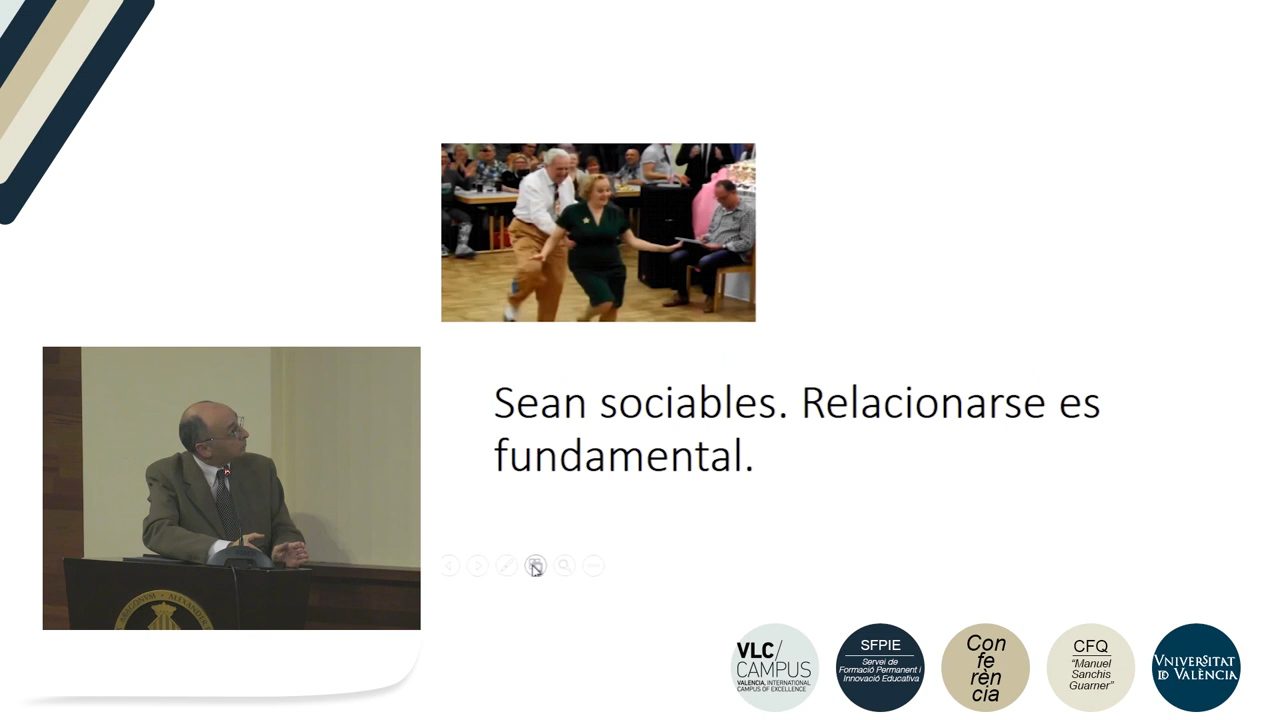 Sean sociables. Relacionarse es
fundamental.
VLC/
CAMPUS
VALENCIA, INTERNATIONAL
CAMPUS OF EXCELLENCE
SFPIE
Servei de
Formació Permanent i
Innovació Educativa
Con
fe
rèn
cia
CFQ
“Manuel
Sanchis
Guarner”
VNIVERSITAT
ID VALÈNCIA